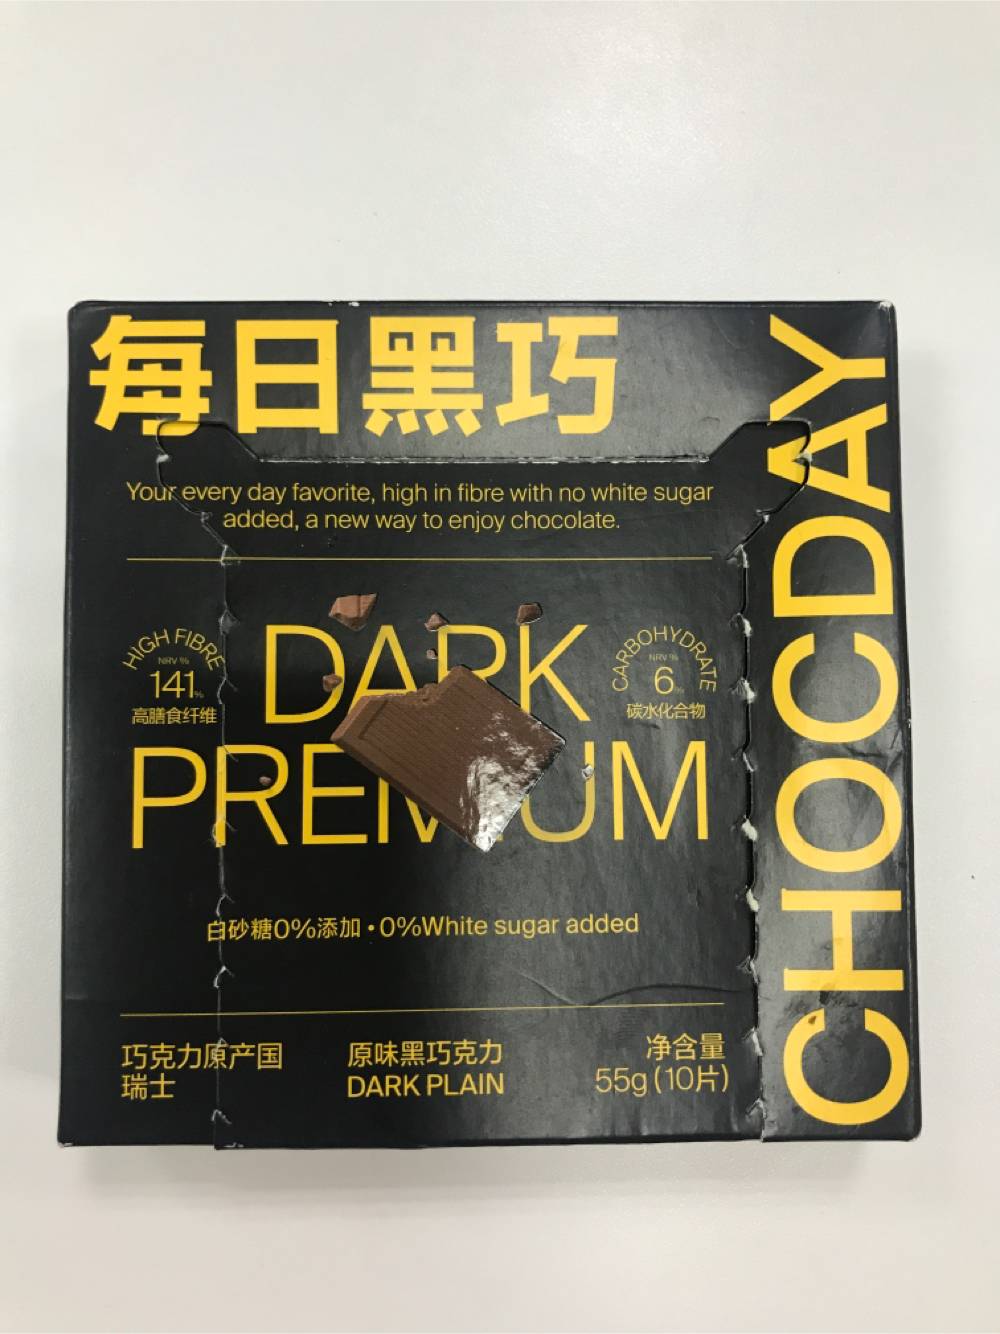 每日黑巧
CHOCDAY
Your every day favorite, high in fibre with no white sugar
added, a new way to enjoy chocolate.
HIGH FIBRE
NRV %
141%
高膳食纤维
DARK
PREMIUM
CARBOHYDRATE
NRV %
6%
碳水化合物
白砂糖0%添加•0%White sugar added
巧克力原产国
瑞士
原味黑巧克力
DARK PLAIN
净含量
55g(10片)